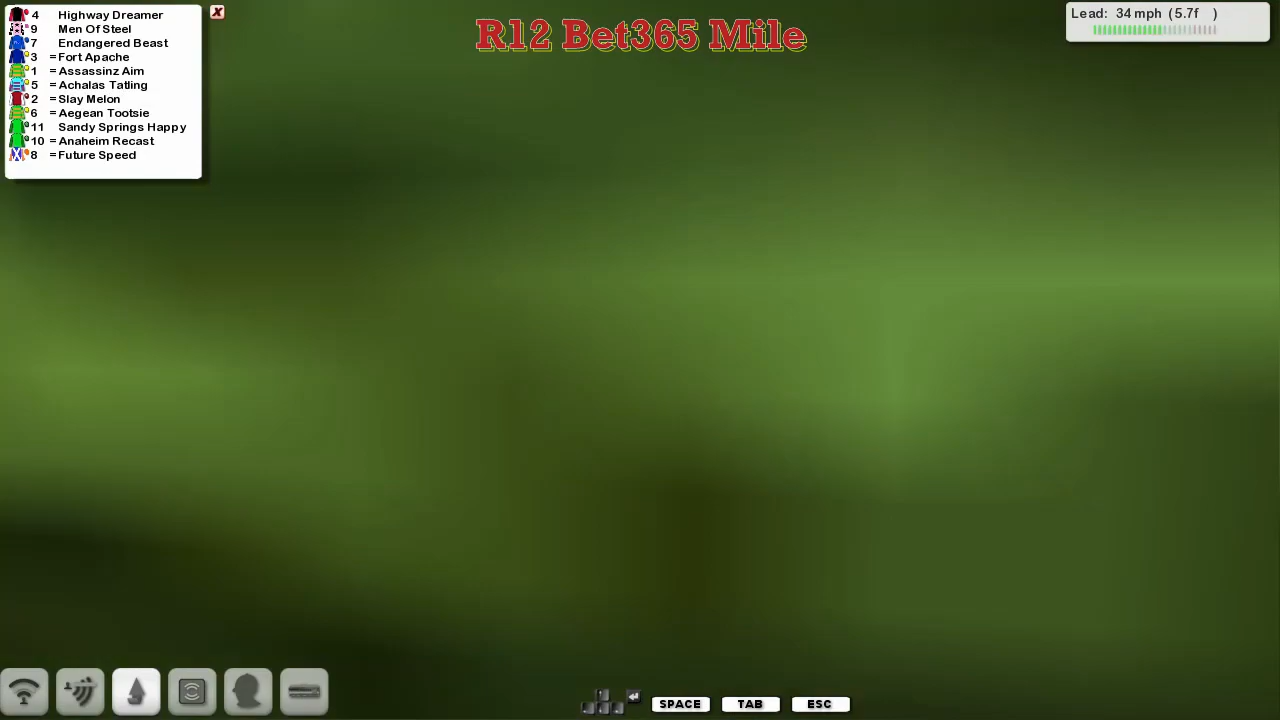 4 Highway Dreamer
9 Men Of Steel
7 Endangered Beast
3 = Fort Apache
1 = Assassinz Aim
5 = Achalas Tatling
2 = Slay Melon
6 = Aegean Tootsie
11 Sandy Springs Happy
10 = Anaheim Recast
8 = Future Speed
X
R12 Bet365 Mile
Lead: 34 mph (5.7f )
SPACE TAB ESC